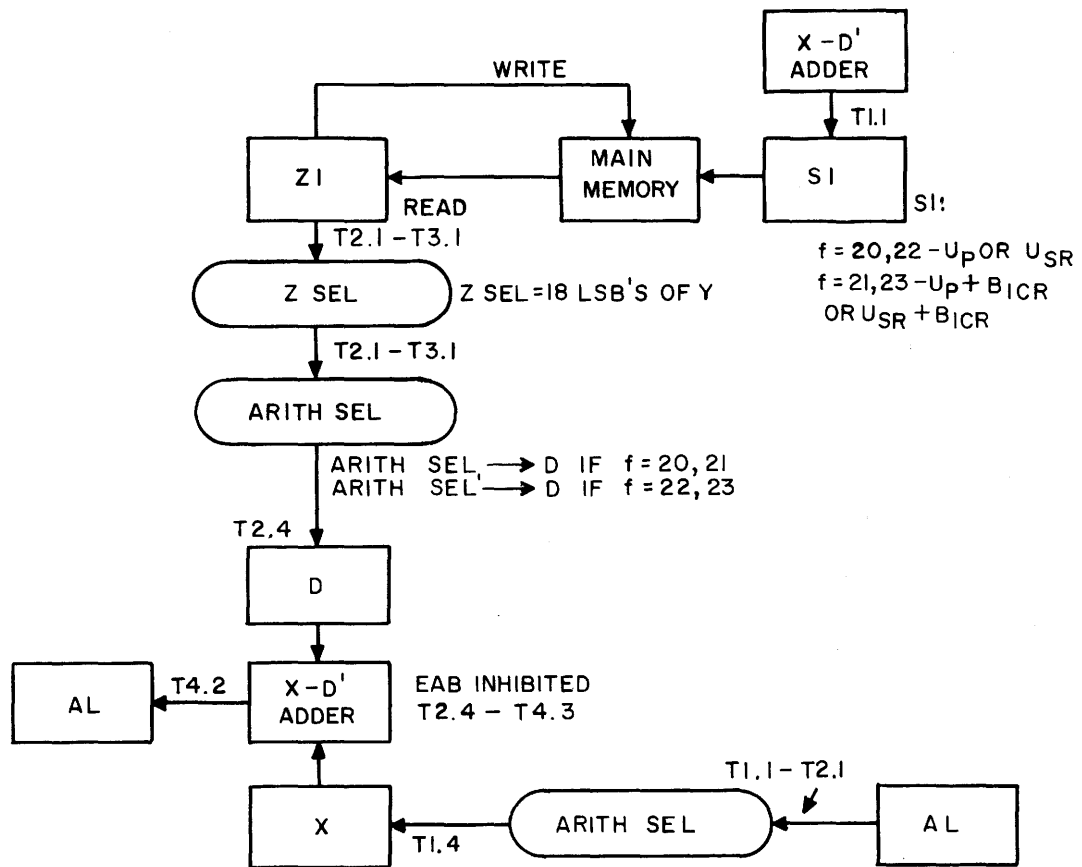 X-D'
ADDER
WRITE
T1.1
Z1
MAIN
MEMORY
S1
READ
S1:
T2.1-T3.1
f=20,22-UP OR USR
f=21,23-UP+BICR
OR USR+BICR
Z SEL
Z SEL=18 LSB'S OF Y
T2.1-T3.1
ARITH SEL
ARITH SEL → D IF f=20,21
ARITH SEL' → D IF f=22,23
T2.4
D
AL
T4.2
X-D'
ADDER
EAB INHIBITED
T2.4-T4.3
T1.1-T2.1
X
T1.4
ARITH SEL
AL